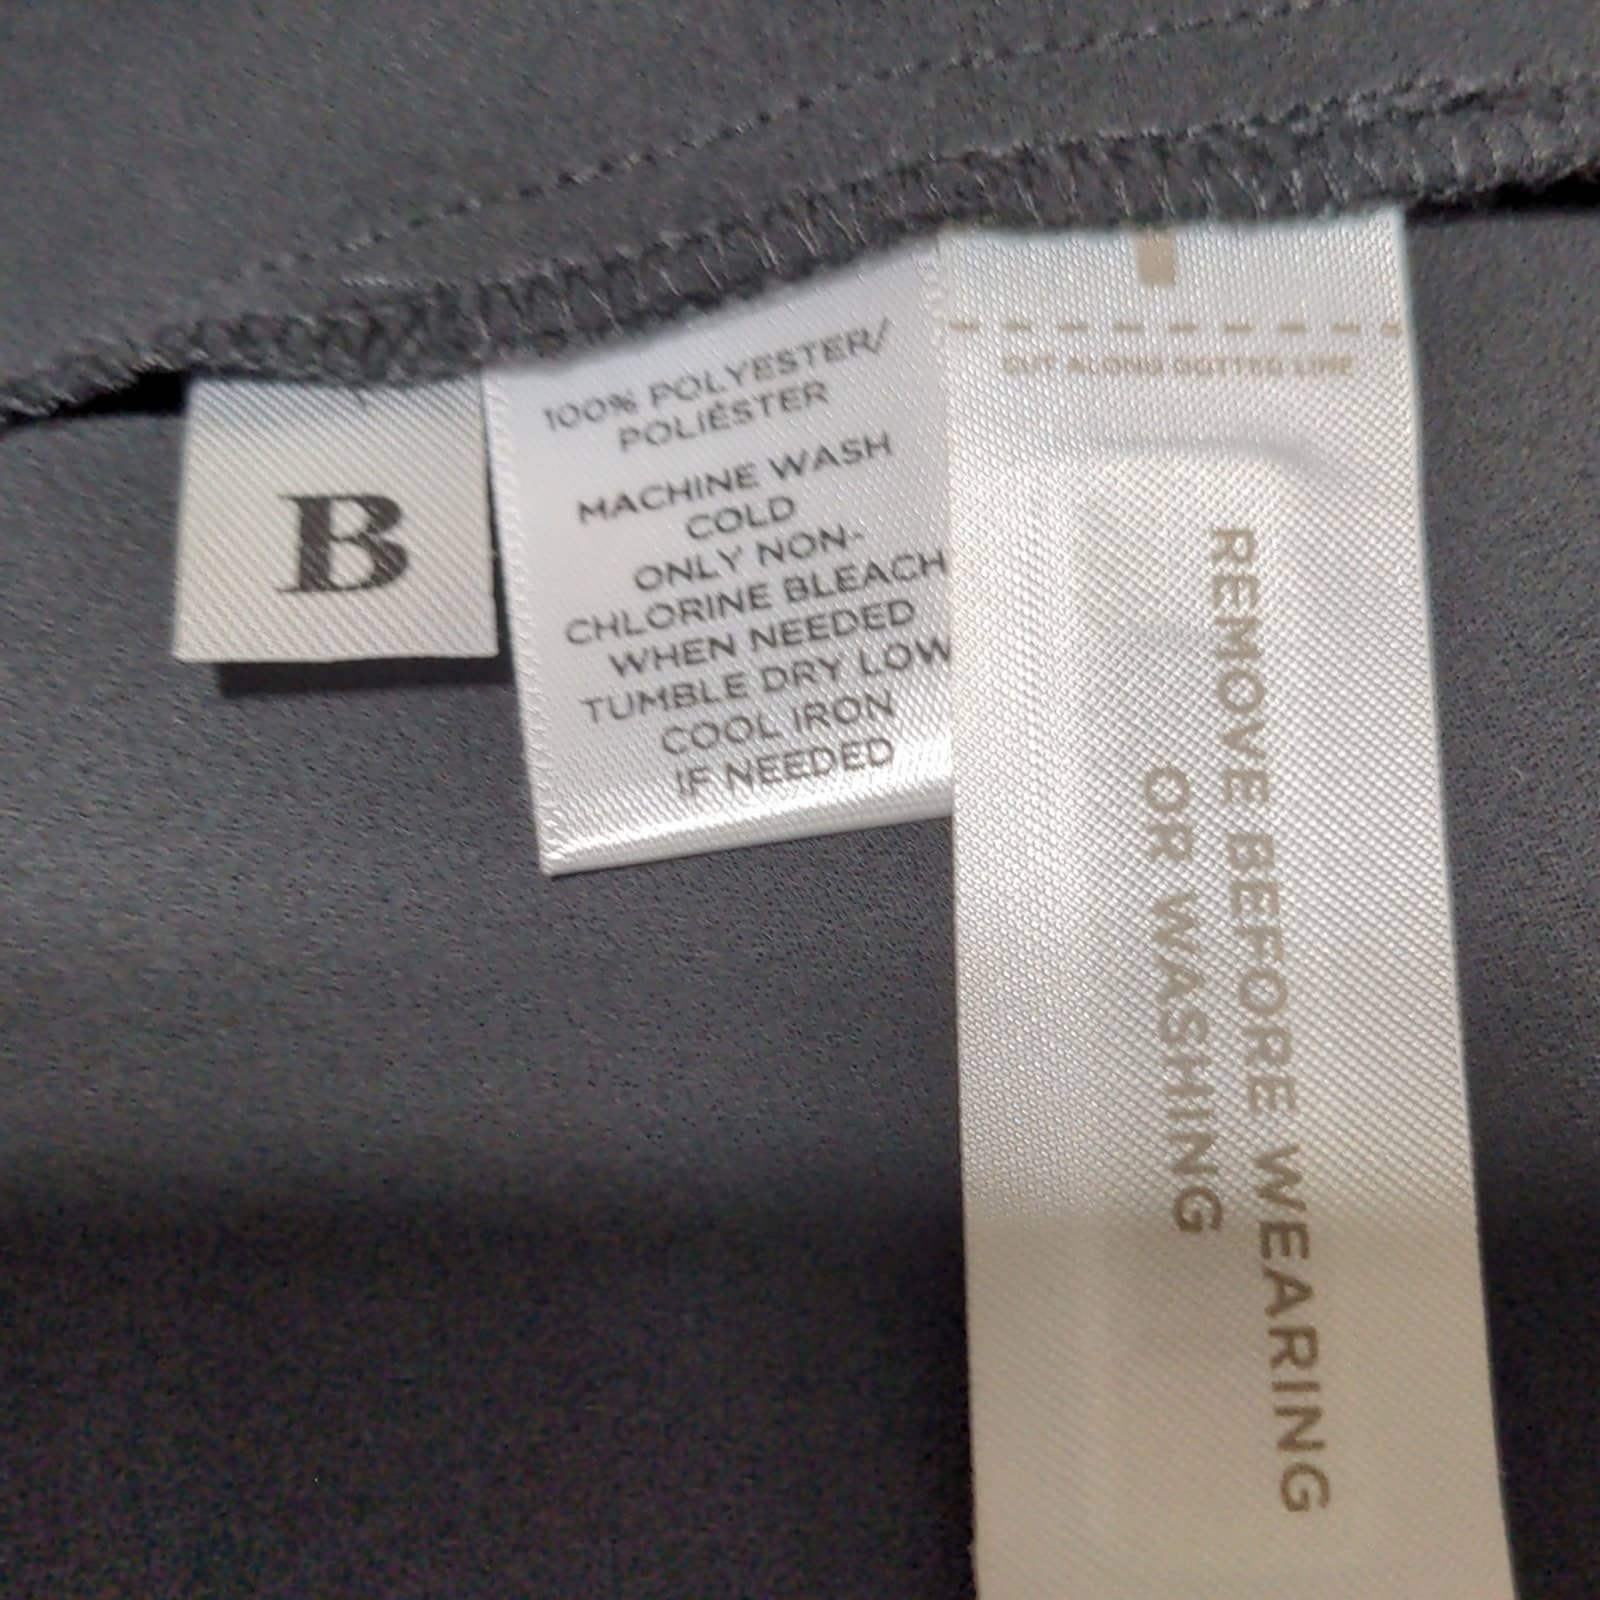 B
100% POLYESTER/
POLIÉSTER
MACHINE WASH
COLD
ONLY NON-
CHLORINE BLEACH
WHEN NEEDED
TUMBLE DRY LOW
COOL IRON
IF NEEDED
CUT ALONG DOTTED LINE
REMOVE BEFORE WEARING
OR WASHING